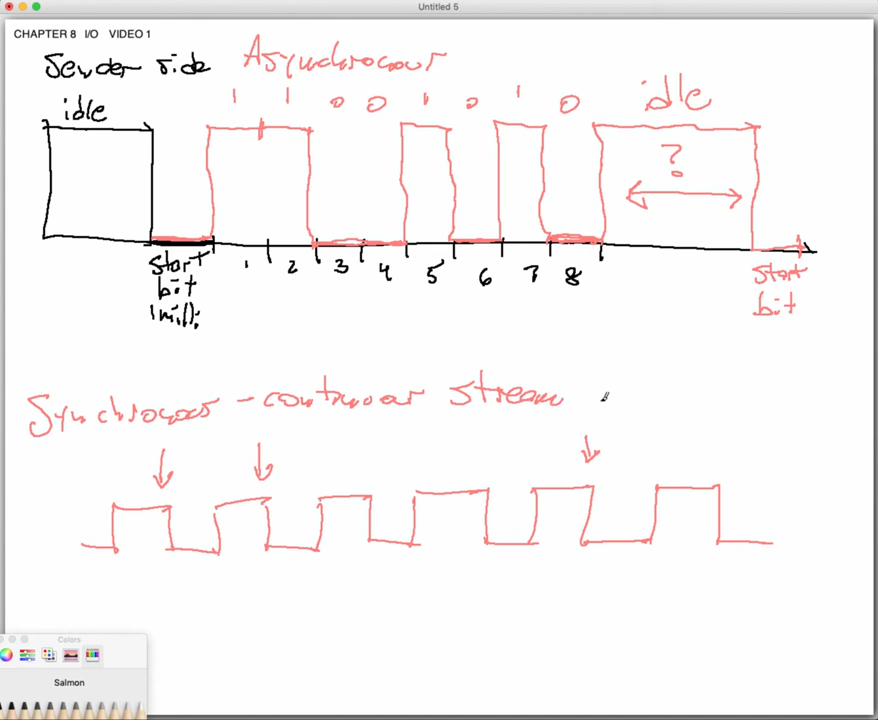 Untitled 5
CHAPTER 8 I/O VIDEO 1
Sender side Asynchronous
idle 1 1 0 0 1 0 1 0 idle
?
1 2 3 4 5 6 7 8
start
bit
start
bit
Synchronous - continuous stream
Colors
Salmon